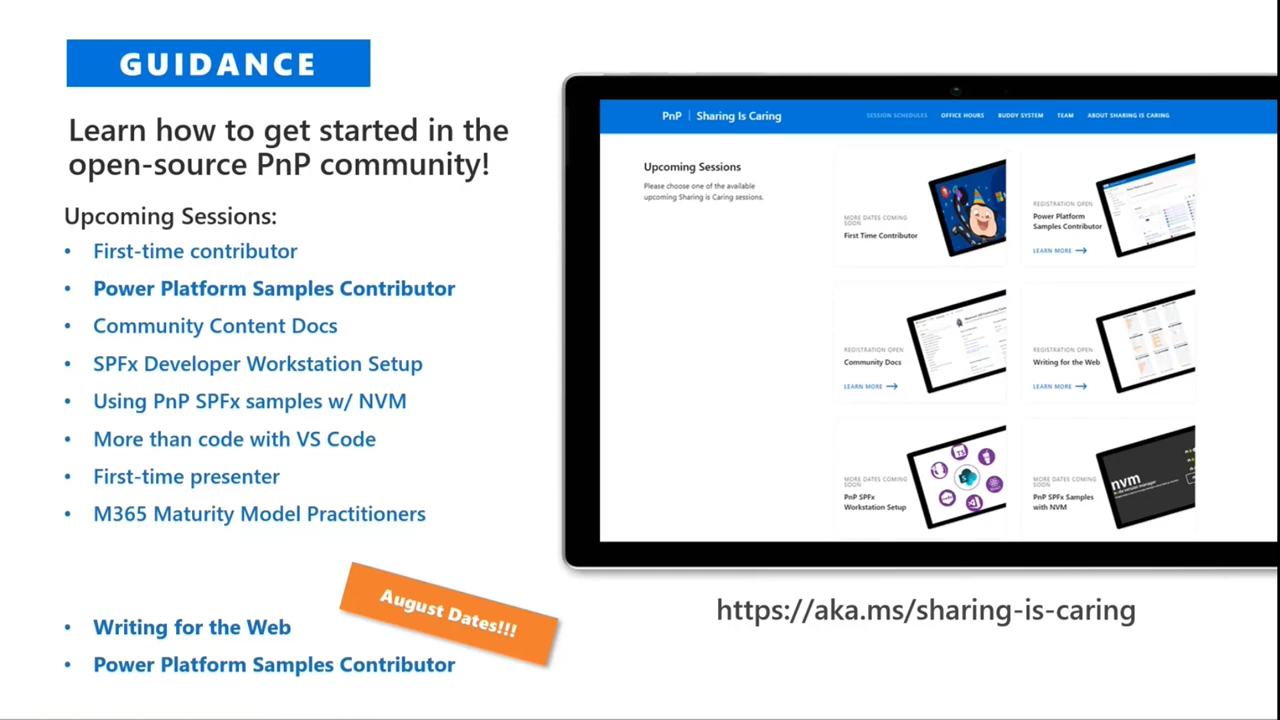 GUIDANCE
Learn how to get started in the
open-source PnP community!
Upcoming Sessions:
• First-time contributor
• Power Platform Samples Contributor
• Community Content Docs
• SPFx Developer Workstation Setup
• Using PnP SPFx samples w/ NVM
• More than code with VS Code
• First-time presenter
• M365 Maturity Model Practitioners
August Dates!!!
• Writing for the Web
• Power Platform Samples Contributor
PnP | Sharing Is Caring
SESSION SCHEDULES OFFICE HOURS BUDDY SYSTEM TEAM ABOUT SHARING IS CARING
Upcoming Sessions
Please choose one of the available
upcoming Sharing is Caring sessions.
MORE DATES COMING
SOON
First Time Contributor
REGISTRATION OPEN
Power Platform
Samples Contributor
LEARN MORE →
REGISTRATION OPEN
Community Docs
LEARN MORE →
REGISTRATION OPEN
Writing for the Web
LEARN MORE →
MORE DATES COMING
SOON
PnP SPFx
Workstation Setup
TS
MORE DATES COMING
SOON
PnP SPFx Samples
with NVM
nvm
https://aka.ms/sharing-is-caring